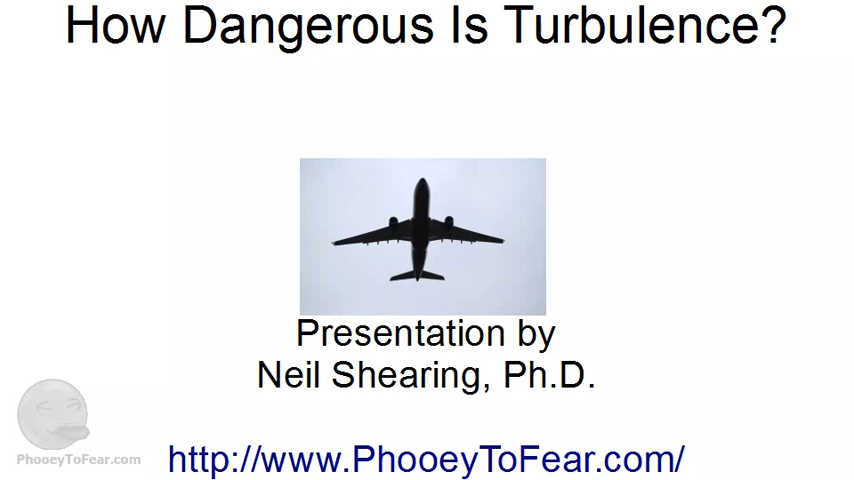 How Dangerous Is Turbulence?
Presentation by
Neil Shearing, Ph.D.
PhooeyToFear.com
http://www.PhooeyToFear.com/